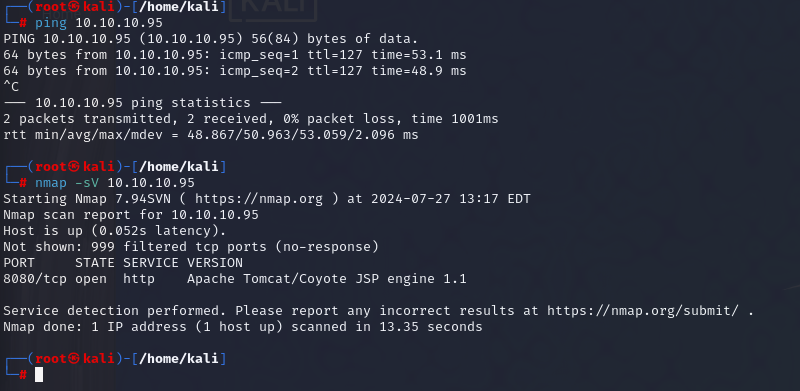 ┌──(root㉿kali)-[/home/kali]
└─# ping 10.10.10.95
PING 10.10.10.95 (10.10.10.95) 56(84) bytes of data.
64 bytes from 10.10.10.95: icmp_seq=1 ttl=127 time=53.1 ms
64 bytes from 10.10.10.95: icmp_seq=2 ttl=127 time=48.9 ms
^C
--- 10.10.10.95 ping statistics ---
2 packets transmitted, 2 received, 0% packet loss, time 1001ms
rtt min/avg/max/mdev = 48.867/50.963/53.059/2.096 ms
┌──(root㉿kali)-[/home/kali]
└─# nmap -sV 10.10.10.95
Starting Nmap 7.94SVN ( https://nmap.org ) at 2024-07-27 13:17 EDT
Nmap scan report for 10.10.10.95
Host is up (0.052s latency).
Not shown: 999 filtered tcp ports (no-response)
PORT     STATE SERVICE VERSION
8080/tcp open  http    Apache Tomcat/Coyote JSP engine 1.1
Service detection performed. Please report any incorrect results at https://nmap.org/submit/ .
Nmap done: 1 IP address (1 host up) scanned in 13.35 seconds
┌──(root㉿kali)-[/home/kali]
└─#
KALI